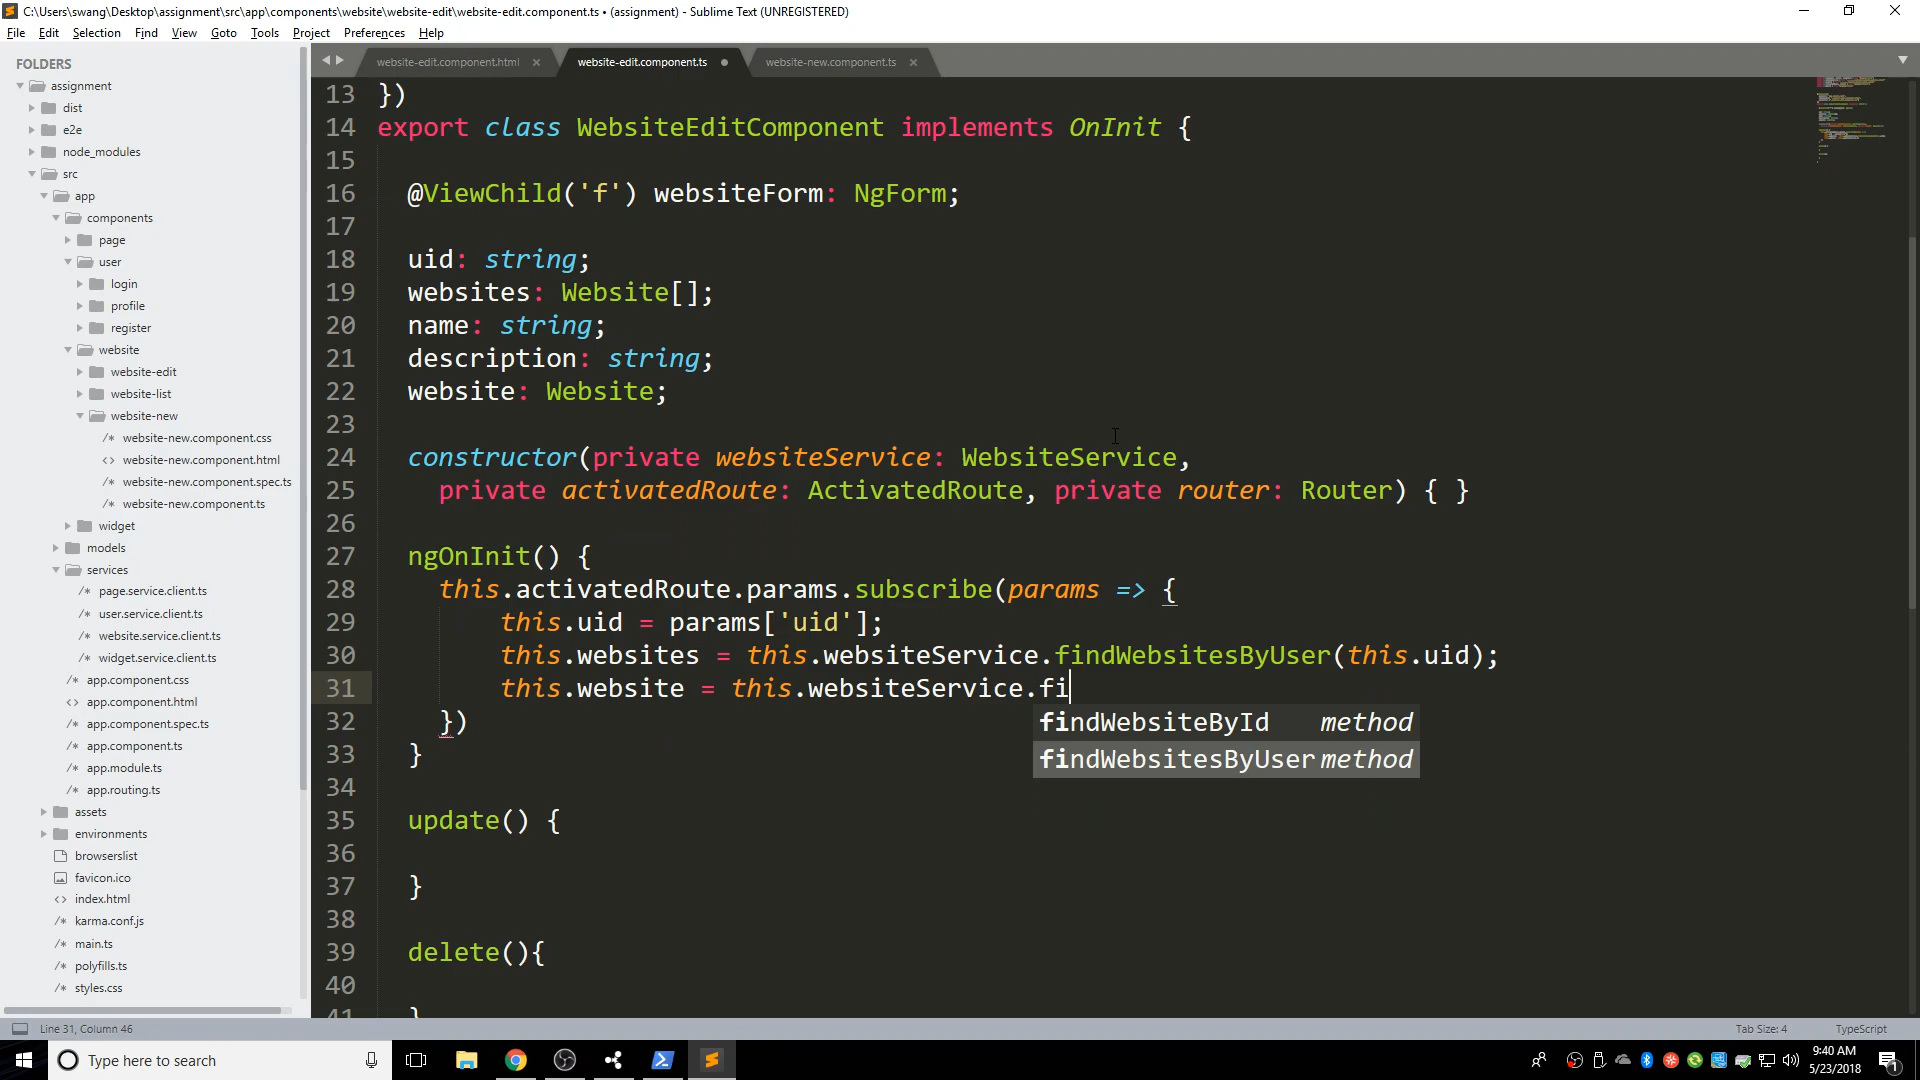 C:\Users\swang\Desktop\assignment\src\app\components\website\website-edit\website-edit.component.ts • (assignment) - Sublime Text (UNREGISTERED)
File Edit Selection Find View Goto Tools Project Preferences Help
FOLDERS
assignment
dist
e2e
node_modules
src
app
components
page
user
login
profile
register
website
website-edit
website-list
website-new
website-new.component.css
website-new.component.html
website-new.component.spec.ts
website-new.component.ts
widget
models
services
page.service.client.ts
user.service.client.ts
website.service.client.ts
widget.service.client.ts
app.component.css
app.component.html
app.component.spec.ts
app.component.ts
app.module.ts
app.routing.ts
assets
environments
browserslist
favicon.ico
index.html
karma.conf.js
main.ts
polyfills.ts
styles.css
website-edit.component.html website-edit.component.ts website-new.component.ts
13 })
14 export class WebsiteEditComponent implements OnInit {
15
16 @ViewChild('f') websiteForm: NgForm;
17
18 uid: string;
19 websites: Website[];
20 name: string;
21 description: string;
22 website: Website;
23
24 constructor(private websiteService: WebsiteService,
25 private activatedRoute: ActivatedRoute, private router: Router) { }
26
27 ngOnInit() {
28 this.activatedRoute.params.subscribe(params => {
29 this.uid = params['uid'];
30 this.websites = this.websiteService.findWebsitesByUser(this.uid);
31 this.website = this.websiteService.fi
findWebsiteById method
findWebsitesByUser method
32 })
33 }
34
35 update() {
36
37 }
38
39 delete(){
40
41 }
Line 31, Column 46 Tab Size: 4 TypeScript
Type here to search
9:40 AM
5/23/2018
1